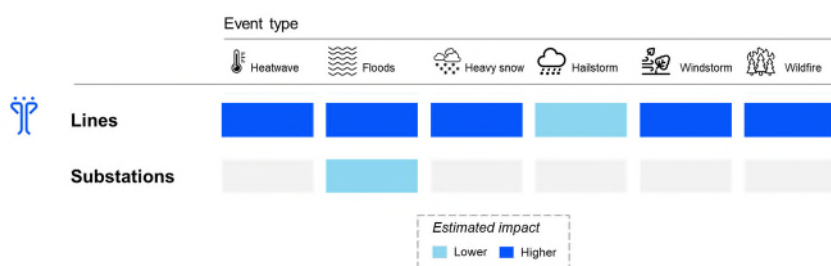 Event type
Heatwave Floods Heavy snow Hailstorm Windstorm Wildfire
Lines
Substations
Estimated impact
Lower Higher